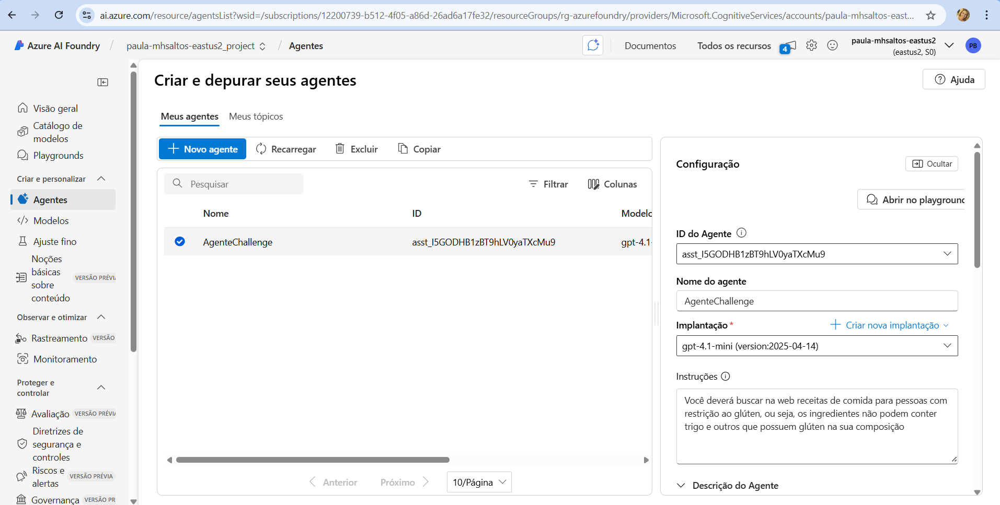 ai.azure.com/resource/agentsList?wsid=/subscriptions/12200739-b512-4f05-a86d-26ad6a17fe32/resourceGroups/rg-azurefoundry/providers/Microsoft.CognitiveServices/accounts/paula-mhsaltos-east...
Azure AI Foundry / paula-mhsaltos-eastus2_project / Agentes
Documentos
Todos os recursos
4
paula-mhsaltos-eastus2
(eastus2, S0)
PB
Visão geral
Catálogo de
modelos
Playgrounds
Criar e personalizar
Agentes
Modelos
Ajuste fino
Noções
básicas
sobre
conteúdo
VERSÃO PRÉVIA
Observar e otimizar
Rastreamento VERSÃO
Monitoramento
Proteger e
controlar
Avaliação VERSÃO PRÉVIA
Diretrizes de
segurança e
controles
Riscos e
alertas
VERSÃO PRÉVIA
Governança VERSÃO PR
Criar e depurar seus agentes
Ajuda
Meus agentes Meus tópicos
Novo agente Recarregar Excluir Copiar
Pesquisar
Filtrar Colunas
Nome ID Modelo
AgenteChallenge asst_I5GODHB1zBT9hLV0yaTXcMu9 gpt-4.1-
Anterior Próximo 10/Página
Configuração
Ocultar
Abrir no playground
ID do Agente
asst_I5GODHB1zBT9hLV0yaTXcMu9
Nome do agente
AgenteChallenge
Implantação * Criar nova implantação
gpt-4.1-mini (version:2025-04-14)
Instruções
Você deverá buscar na web receitas de comida para pessoas com
restrição ao glúten, ou seja, os ingredientes não podem conter
trigo e outros que possuem glúten na sua composição
Descrição do Agente